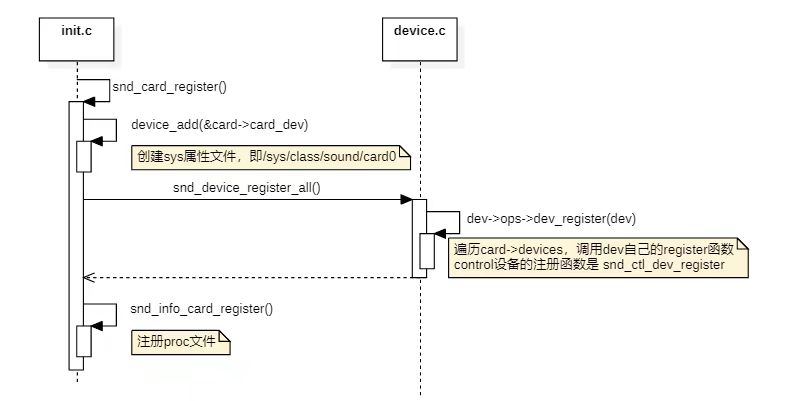 init.c
device.c
snd_card_register()
device_add(&card->card_dev)
创建sys属性文件，即/sys/class/sound/card0
snd_device_register_all()
dev->ops->dev_register(dev)
遍历card->devices，调用dev自己的register函数
control设备的注册函数是 snd_ctl_dev_register
snd_info_card_register()
注册proc文件